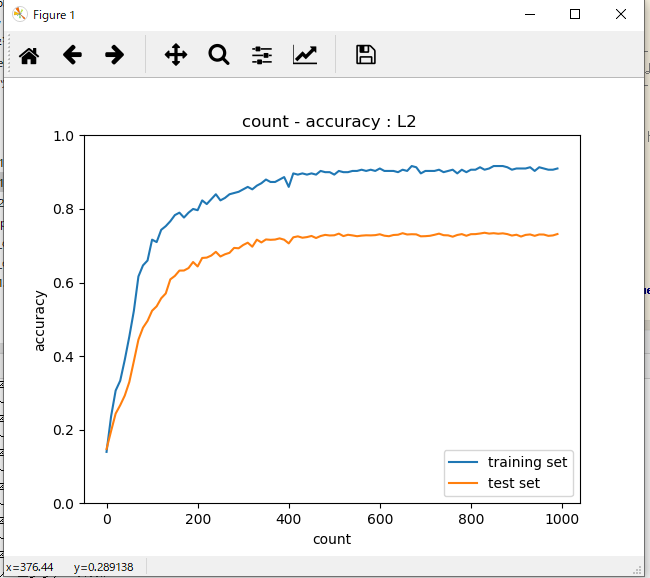 Figure 1
count - accuracy : L2
1.0
0.8
0.6
0.4
0.2
0.0
accuracy
training set
test set
0 200 400 600 800 1000
count
x=376.44 y=0.289138